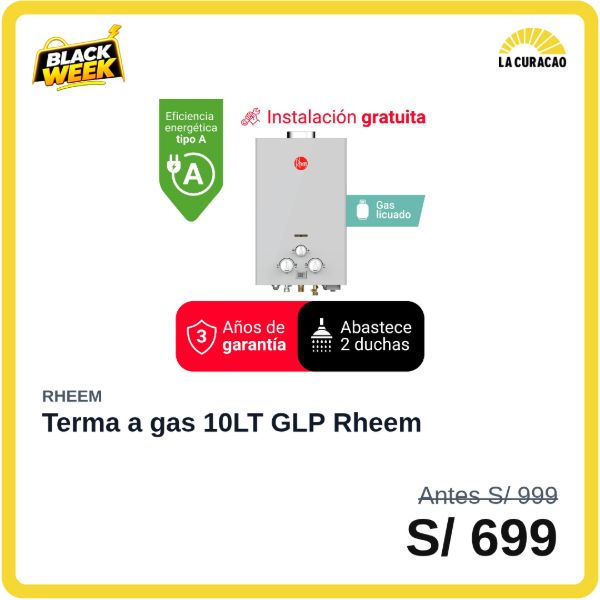 BLACK
WEEK
LA CURACAO
Eficiencia
energética
tipo A
A
Instalación gratuita
Rheem
Gas
licuado
3
Años de
garantía
Abastece
2 duchas
RHEEM
Terma a gas 10LT GLP Rheem
Antes S/ 999
S/ 699